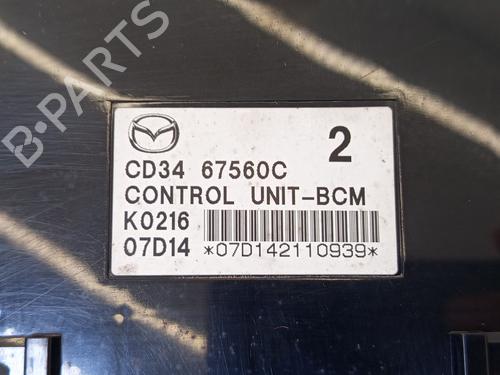 2
CD34 67560C
CONTROL UNIT-BCM
K0216
07D14 *07D142110939*
B-PARTS